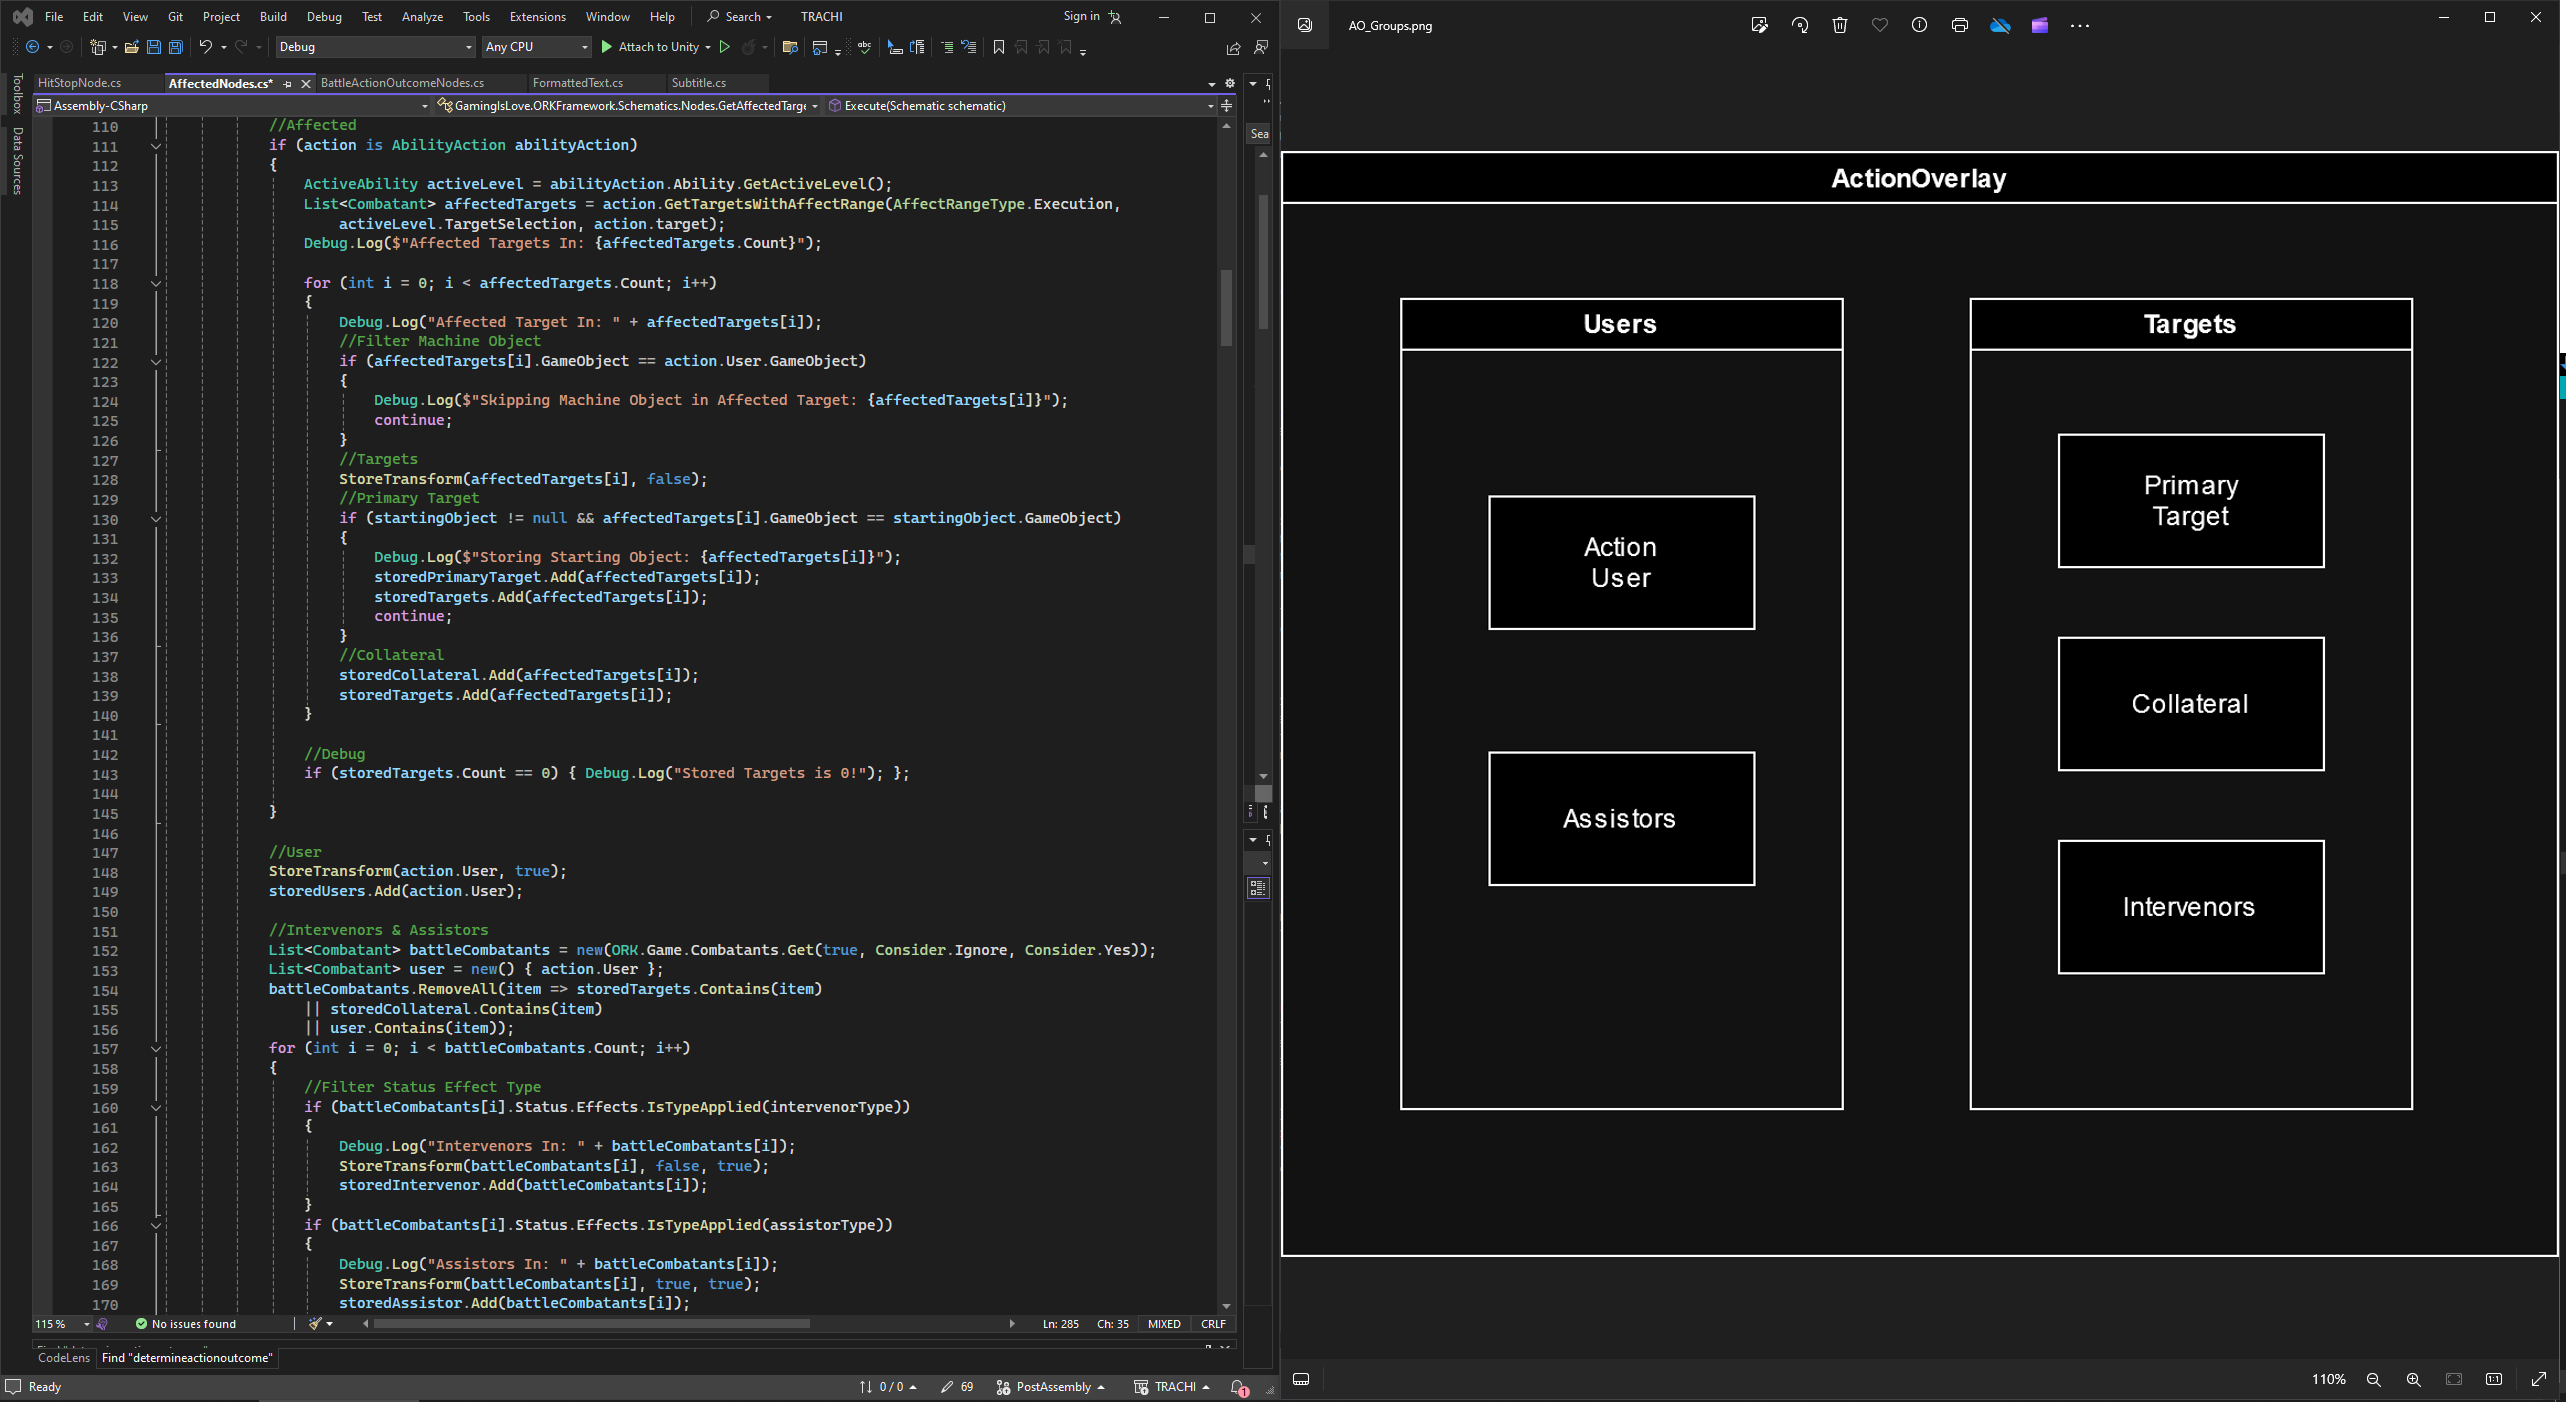 File Edit View Git Project Build Debug Test Analyze Tools Extensions Window Help Search TRACHI Sign in
Debug Any CPU Attach to Unity
HitStopNode.cs AffectedNodes.cs* BattleActionOutcomeNodes.cs FormattedText.cs Subtitle.cs
Assembly-CSharp GamingIsLove.ORKFramework.Schematics.Nodes.GetAffectedTarge Execute(Schematic schematic)
Toolbox
Data Sources
Sea
110 //Affected
111 if (action is AbilityAction abilityAction)
112 {
113 ActiveAbility activeLevel = abilityAction.Ability.GetActiveLevel();
114 List<Combatant> affectedTargets = action.GetTargetsWithAffectRange(AffectRangeType.Execution,
115 activeLevel.TargetSelection, action.target);
116 Debug.Log($"Affected Targets In: {affectedTargets.Count}");
117
118 for (int i = 0; i < affectedTargets.Count; i++)
119 {
120 Debug.Log("Affected Target In: " + affectedTargets[i]);
121 //Filter Machine Object
122 if (affectedTargets[i].GameObject == action.User.GameObject)
123 {
124 Debug.Log($"Skipping Machine Object in Affected Target: {affectedTargets[i]}");
125 continue;
126 }
127 //Targets
128 StoreTransform(affectedTargets[i], false);
129 //Primary Target
130 if (startingObject != null && affectedTargets[i].GameObject == startingObject.GameObject)
131 {
132 Debug.Log($"Storing Starting Object: {affectedTargets[i]}");
133 storedPrimaryTarget.Add(affectedTargets[i]);
134 storedTargets.Add(affectedTargets[i]);
135 continue;
136 }
137 //Collateral
138 storedCollateral.Add(affectedTargets[i]);
139 storedTargets.Add(affectedTargets[i]);
140 }
141
142 //Debug
143 if (storedTargets.Count == 0) { Debug.Log("Stored Targets is 0!"); };
144
145 }
146
147 //User
148 StoreTransform(action.User, true);
149 storedUsers.Add(action.User);
150
151 //Intervenors & Assistors
152 List<Combatant> battleCombatants = new(ORK.Game.Combatants.Get(true, Consider.Ignore, Consider.Yes));
153 List<Combatant> user = new() { action.User };
154 battleCombatants.RemoveAll(item => storedTargets.Contains(item)
155 || storedCollateral.Contains(item)
156 || user.Contains(item));
157 for (int i = 0; i < battleCombatants.Count; i++)
158 {
159 //Filter Status Effect Type
160 if (battleCombatants[i].Status.Effects.IsTypeApplied(intervenorType))
161 {
162 Debug.Log("Intervenors In: " + battleCombatants[i]);
163 StoreTransform(battleCombatants[i], false, true);
164 storedIntervenor.Add(battleCombatants[i]);
165 }
166 if (battleCombatants[i].Status.Effects.IsTypeApplied(assistorType))
167 {
168 Debug.Log("Assistors In: " + battleCombatants[i]);
169 StoreTransform(battleCombatants[i], true, true);
170 storedAssistor.Add(battleCombatants[i]);
115 % No issues found Ln: 285 Ch: 35 MIXED CRLF
CodeLens Find "determineactionoutcome"
Ready 0 / 0 69 PostAssembly TRACHI 1
AO_Groups.png
ActionOverlay
Users
Action
User
Assistors
Targets
Primary
Target
Collateral
Intervenors
110%